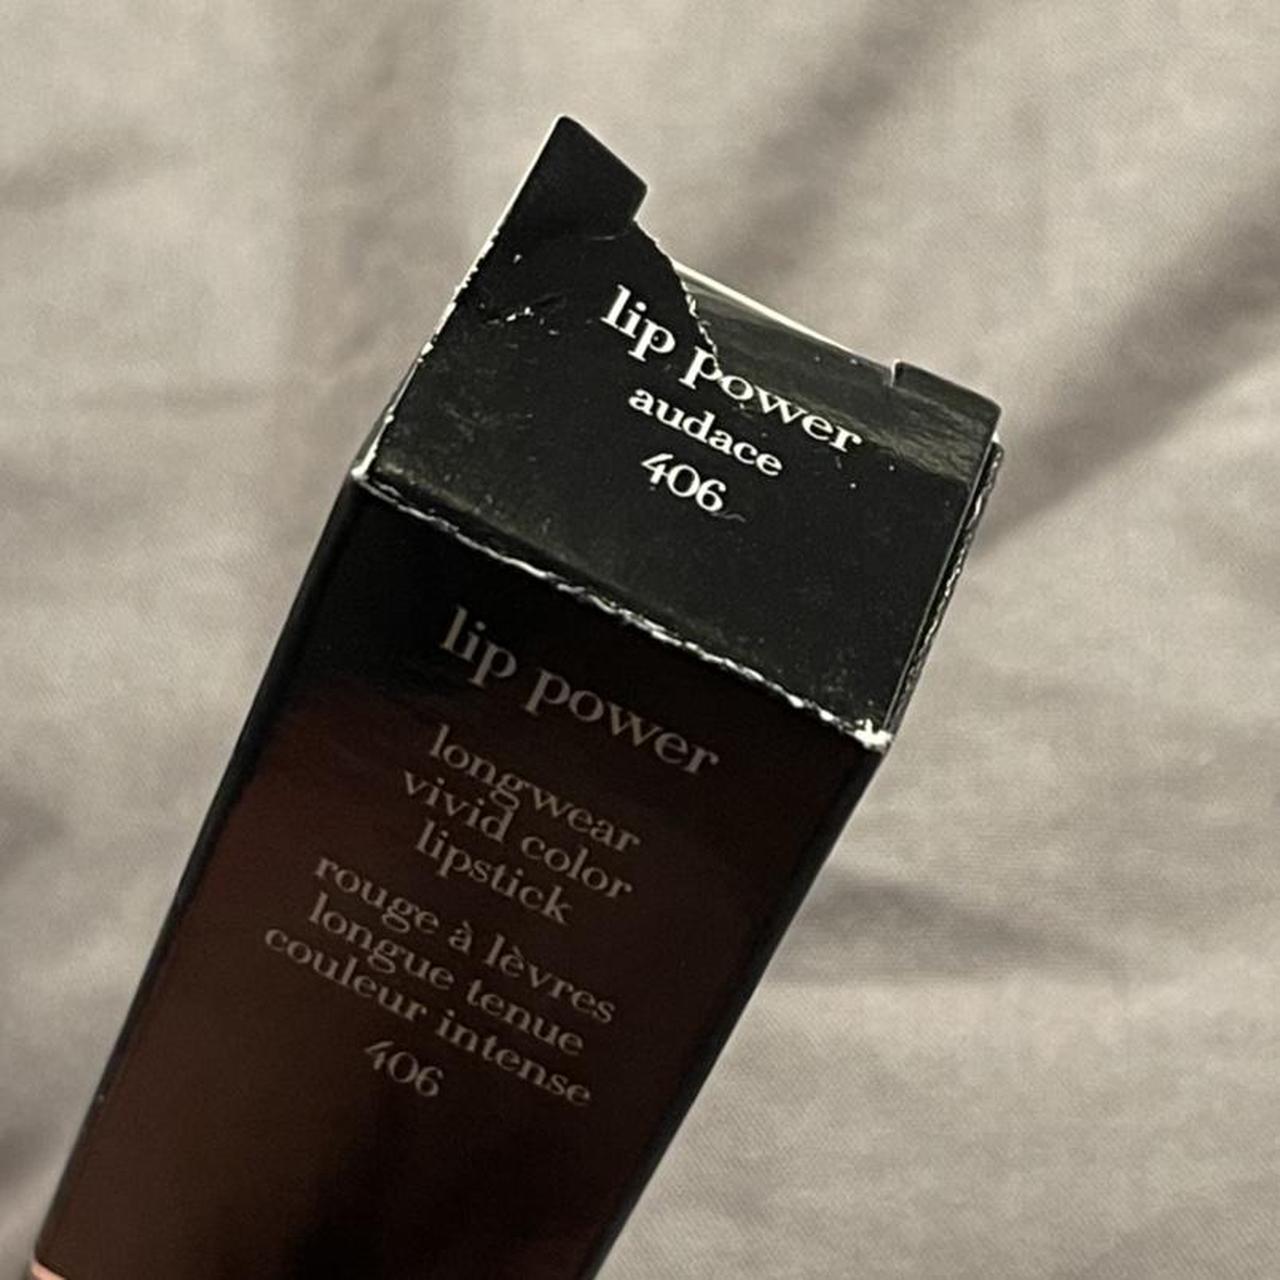 lip power
audace
406
lip power
longwear
vivid color
lipstick
rouge à lèvres
longue tenue
couleur intense
406